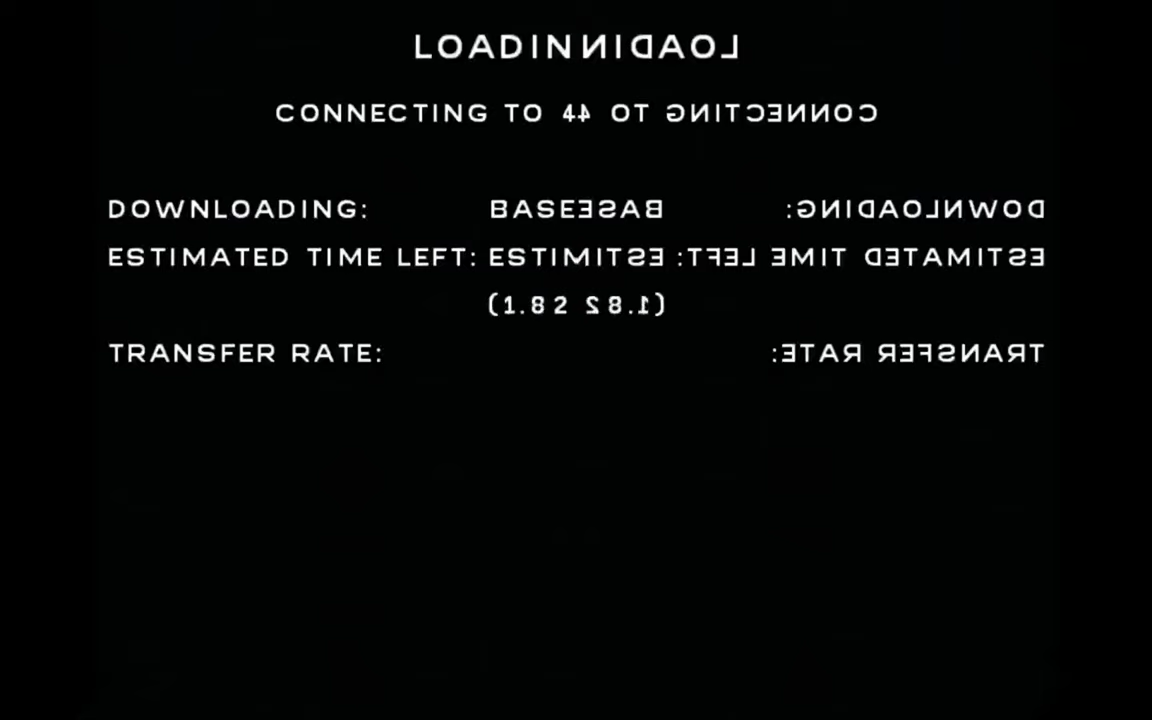 LOADINNIDAOL
CONNECTING TO 44 OT GNITCENNOC
DOWNLOADING: BASEESAB :GNIDAOLNWOD
ESTIMATED TIME LEFT: ESTIMITSE :TFEL EMIT DETAMITSE
(1.82 28.1)
TRANSFER RATE: :ETAR REFSNART